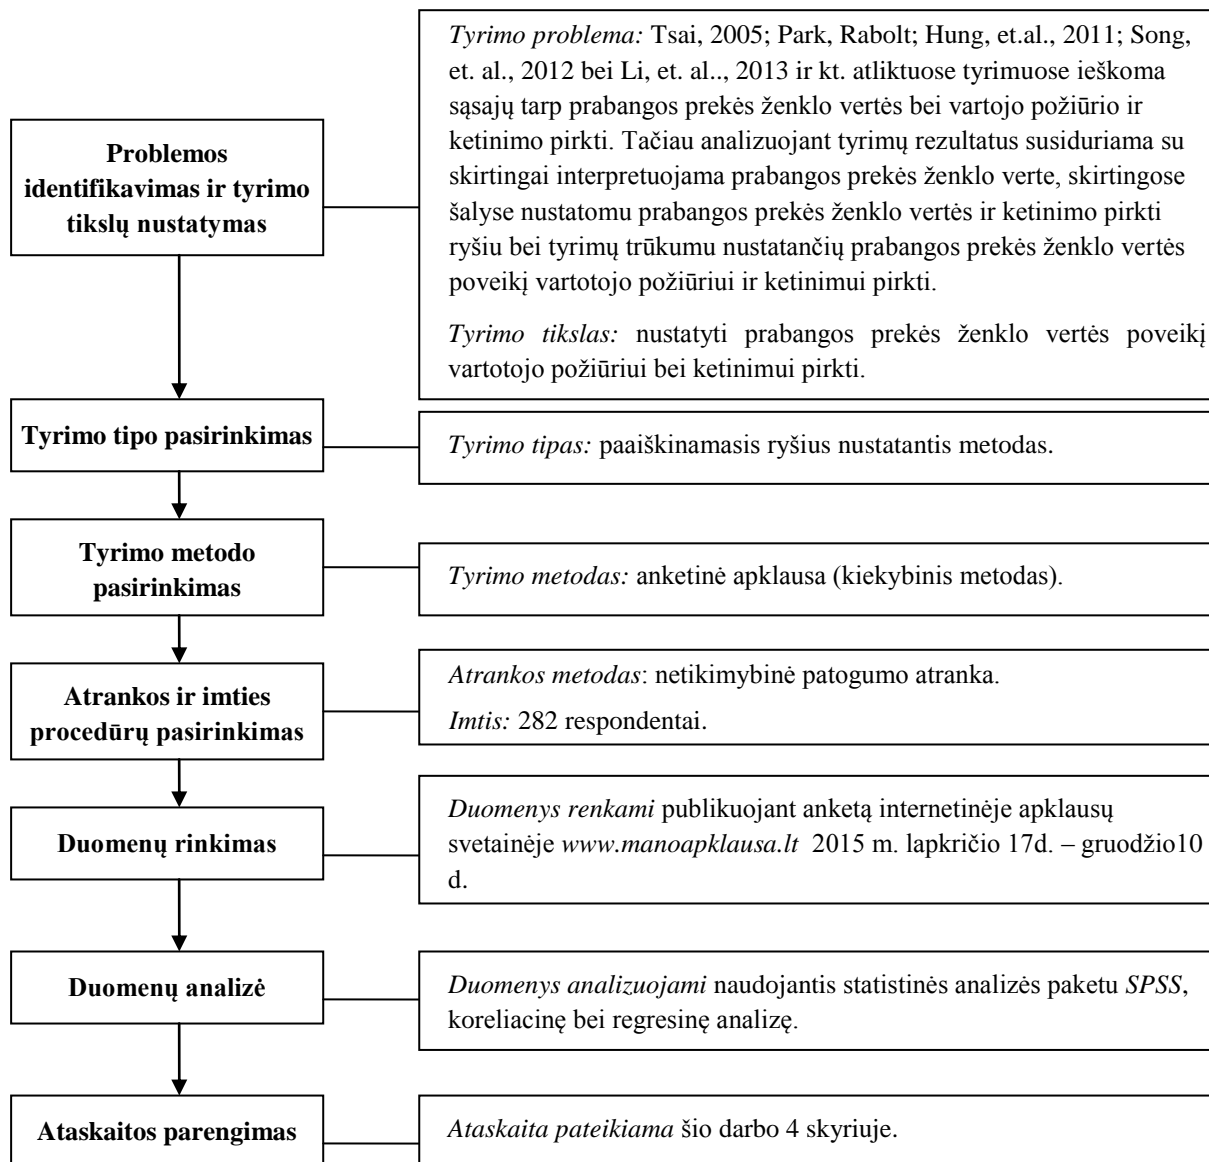 Problemos
identifikavimas ir tyrimo
tikslų nustatymas
Tyrimo problema: Tsai, 2005; Park, Rabolt; Hung, et.al., 2011; Song,
et. al., 2012 bei Li, et. al.., 2013 ir kt. atliktuose tyrimuose ieškoma
sąsajų tarp prabangos prekės ženklo vertės bei vartojo požiūrio ir
ketinimo pirkti. Tačiau analizuojant tyrimų rezultatus susiduriama su
skirtingai interpretuojama prabangos prekės ženklo verte, skirtingose
šalyse nustatomu prabangos prekės ženklo vertės ir ketinimo pirkti
ryšiu bei tyrimų trūkumu nustatančių prabangos prekės ženklo vertės
poveikį vartotojo požiūriui ir ketinimui pirkti.
Tyrimo tikslas: nustatyti prabangos prekės ženklo vertės poveikį
vartotojo požiūriui bei ketinimui pirkti.
Tyrimo tipo pasirinkimas
Tyrimo tipas: paaiškinamasis ryšius nustatantis metodas.
Tyrimo metodo
pasirinkimas
Tyrimo metodas: anketinė apklausa (kiekybinis metodas).
Atrankos ir imties
procedūrų pasirinkimas
Atrankos metodas: netikimybinė patogumo atranka.
Imtis: 282 respondentai.
Duomenų rinkimas
Duomenys renkami publikuojant anketą internetinėje apklausų
svetainėje www.manoapklausa.lt 2015 m. lapkričio 17d. – gruodžio10
d.
Duomenų analizė
Duomenys analizuojami naudojantis statistinės analizės paketu SPSS,
koreliacinę bei regresinę analizę.
Ataskaitos parengimas
Ataskaita pateikiama šio darbo 4 skyriuje.